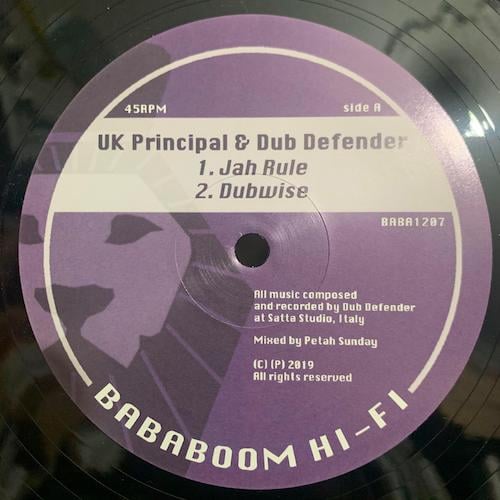 45RPM side A
UK Principal & Dub Defender
1. Jah Rule
2. Dubwise
BABA1207
All music composed
and recorded by Dub Defender
at Satta Studio, Italy
Mixed by Petah Sunday
(C) (P) 2019
All rights reserved
BABABOOM HI-FI